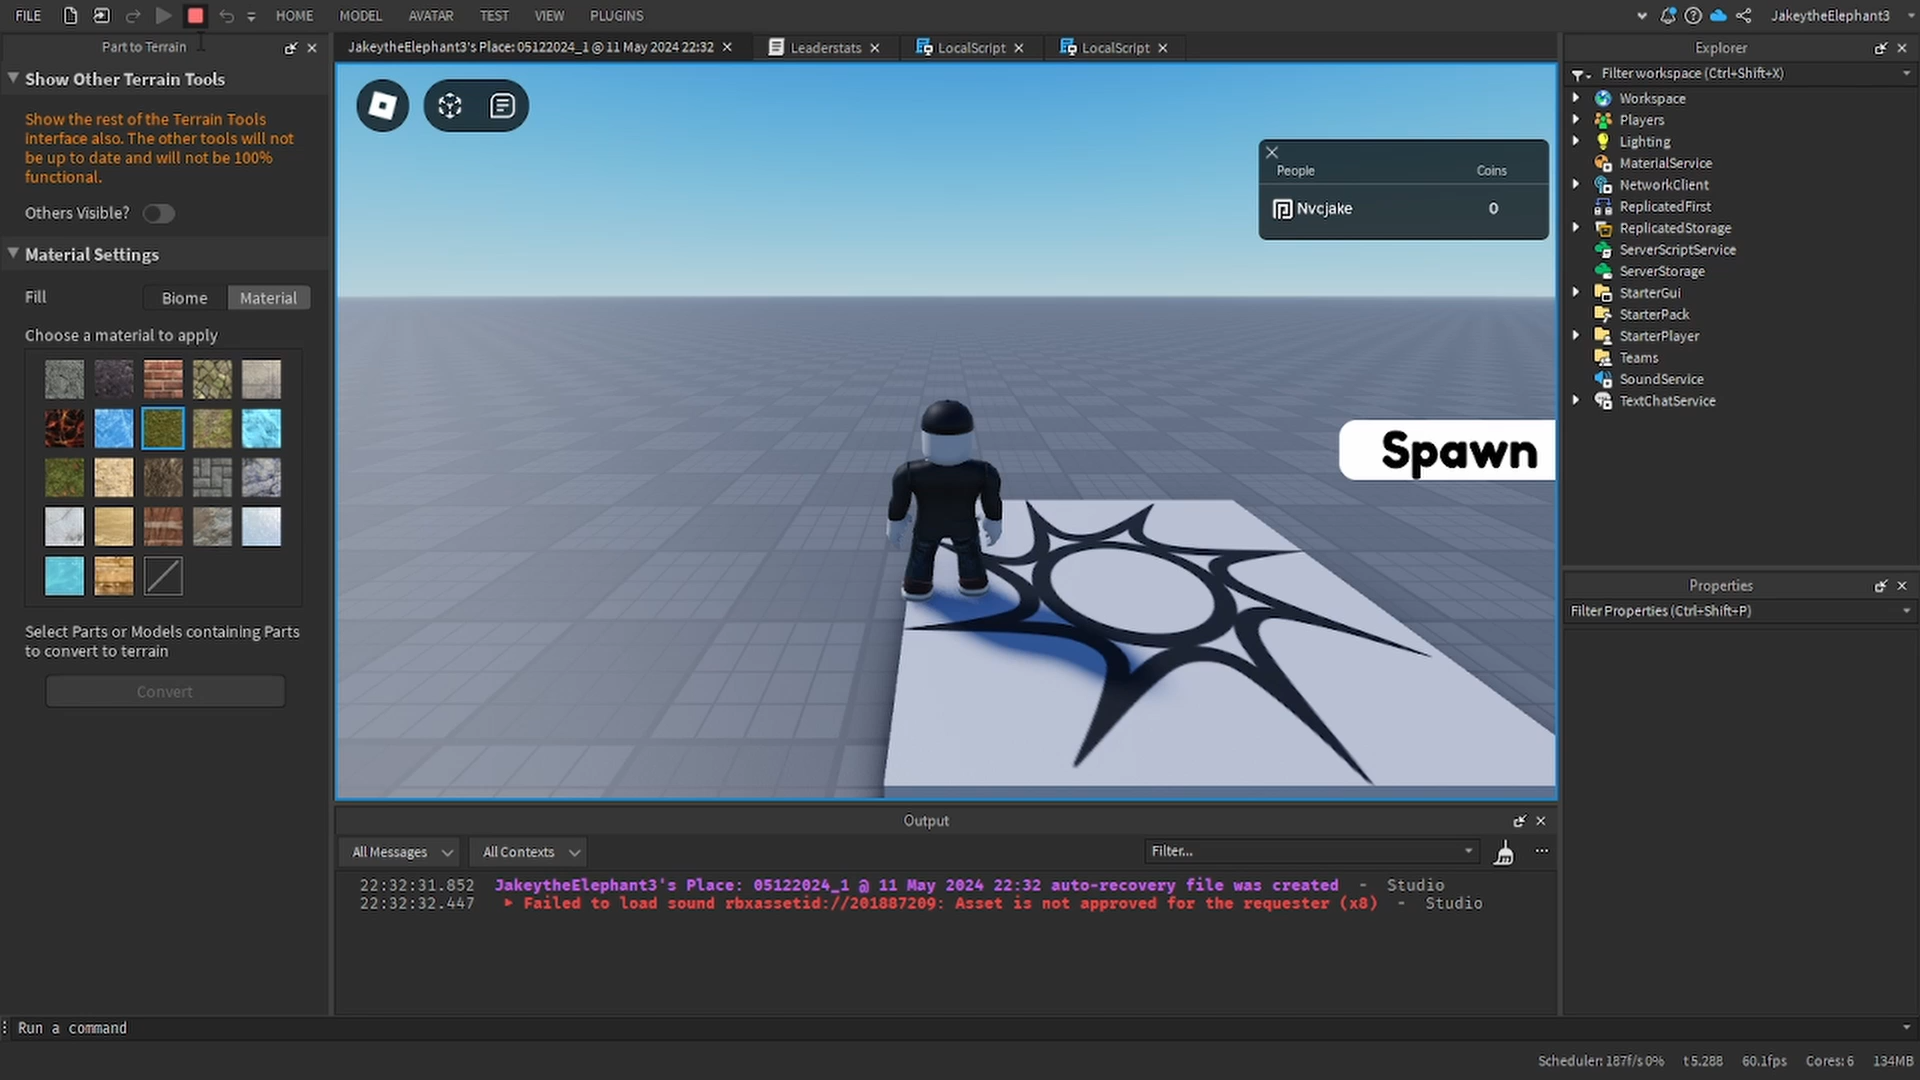 FILE HOME MODEL AVATAR TEST VIEW PLUGINS JakeytheElephant3
Part to Terrain
Show Other Terrain Tools
Show the rest of the Terrain Tools
interface also. The other tools will not
be up to date and will not be 100%
functional.
Others Visible?
Material Settings
Fill Biome Material
Choose a material to apply
Select Parts or Models containing Parts
to convert to terrain
Convert
JakeytheElephant3's Place: 05122024_1 @ 11 May 2024 22:32 Leaderstats LocalScript LocalScript
People Coins
Nvcjake 0
Spawn
Explorer
Filter workspace (Ctrl+Shift+X)
Workspace
Players
Lighting
MaterialService
NetworkClient
ReplicatedFirst
ReplicatedStorage
ServerScriptService
ServerStorage
StarterGui
StarterPack
StarterPlayer
Teams
SoundService
TextChatService
Properties
Filter Properties (Ctrl+Shift+P)
Output
All Messages All Contexts Filter...
22:32:31.852 JakeytheElephant3's Place: 05122024_1 @ 11 May 2024 22:32 auto-recovery file was created - Studio
22:32:32.447 Failed to load sound rbxassetid://201887209: Asset is not approved for the requester (x8) - Studio
Run a command
Scheduler: 187f/s 0% t 5.288 60.1fps Cores: 6 134MB